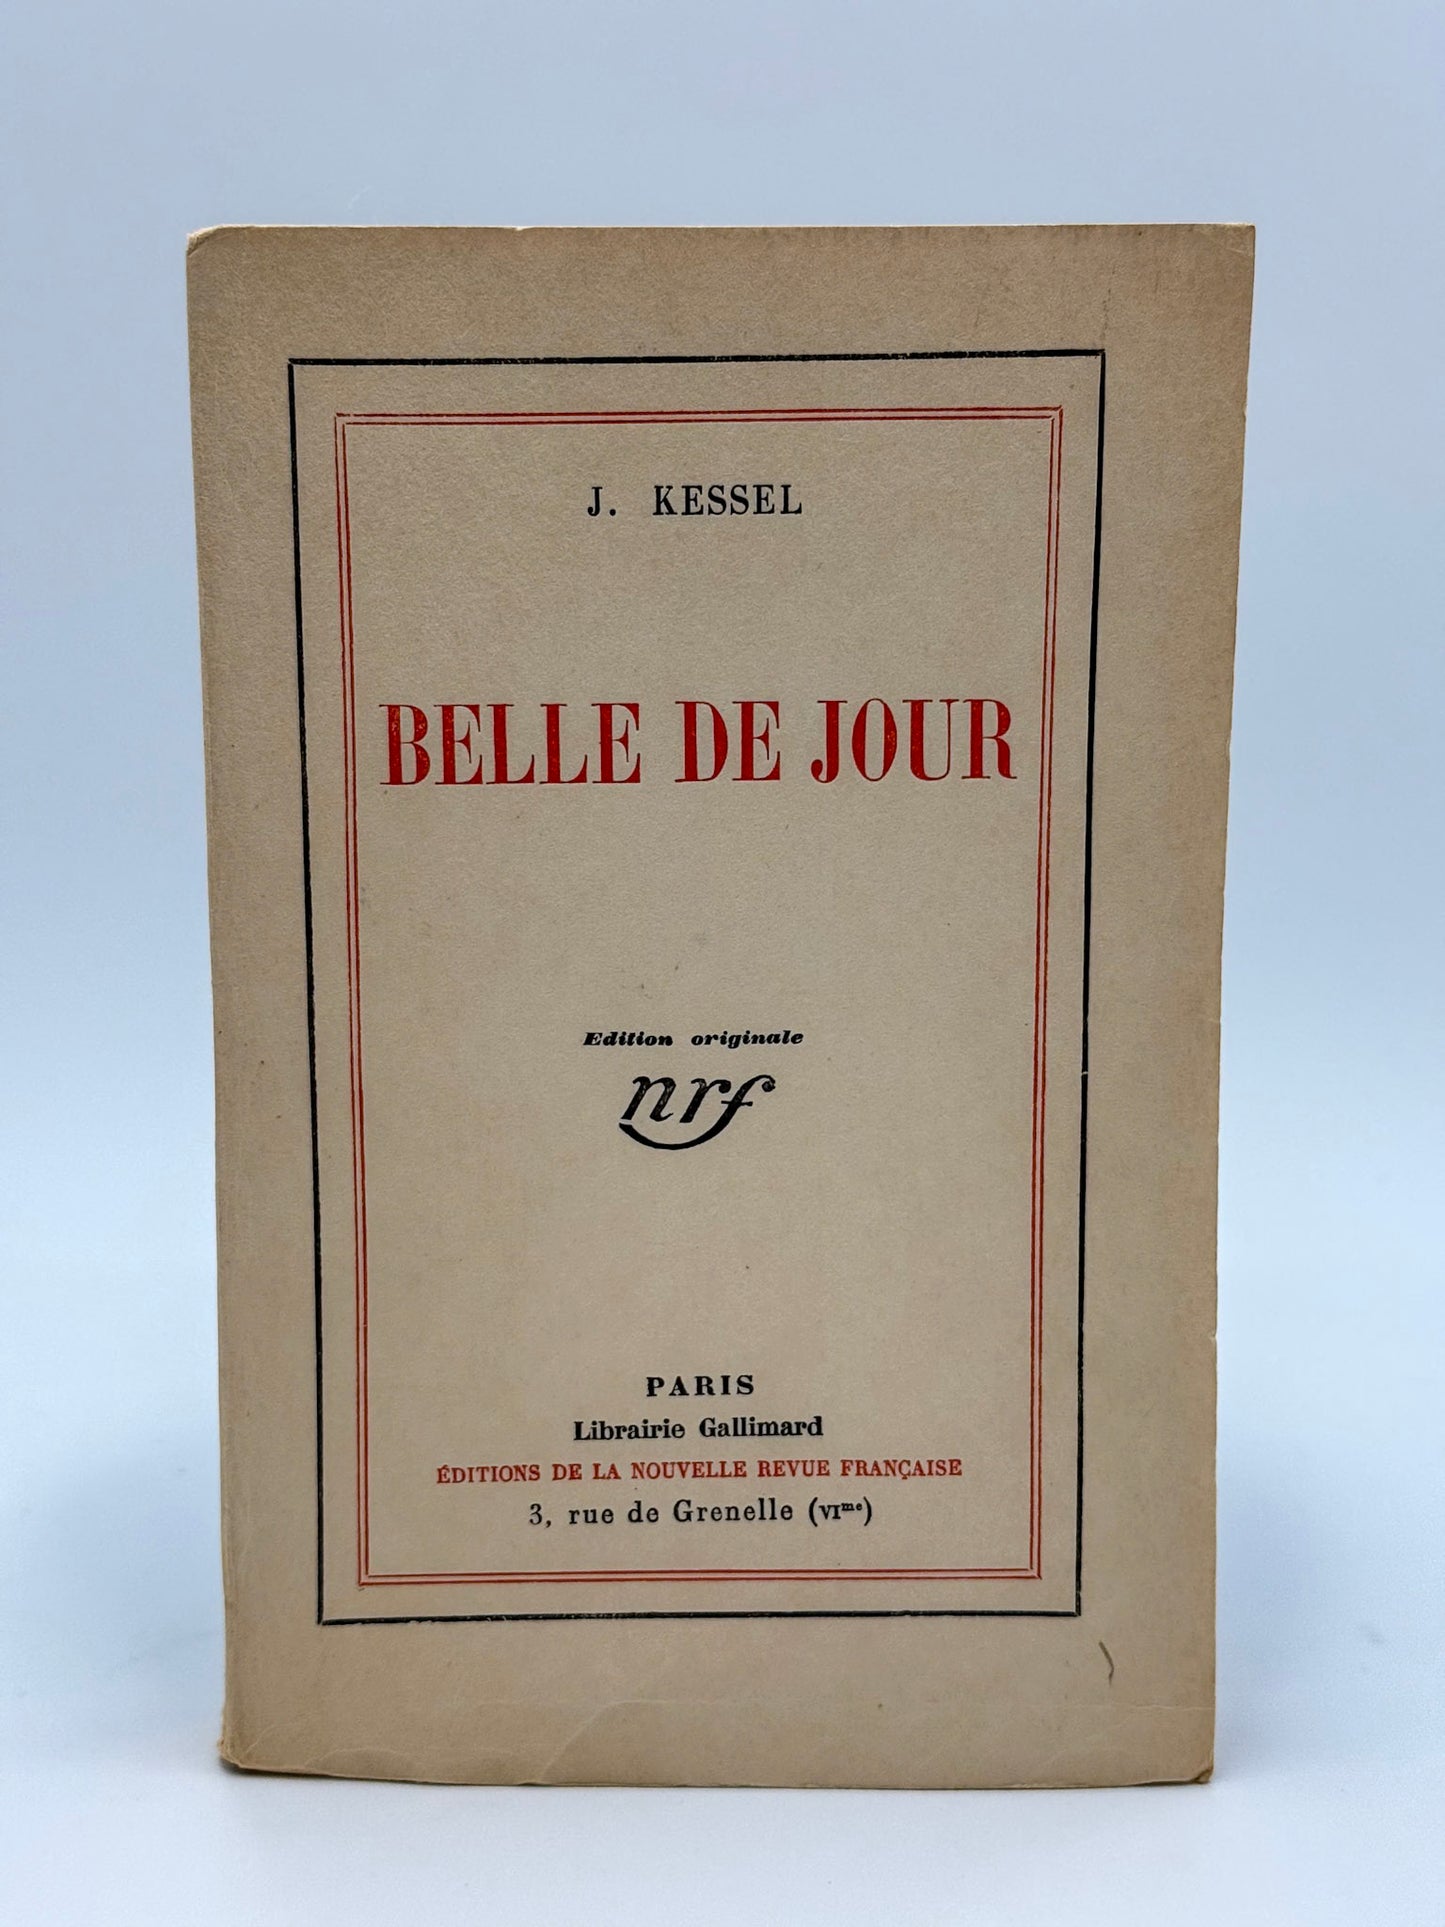 J. KESSEL
BELLE DE JOUR
Edition originale
nrf
PARIS
Librairie Gallimard
ÉDITIONS DE LA NOUVELLE REVUE FRANÇAISE
3, rue de Grenelle (VIᵐᵉ)